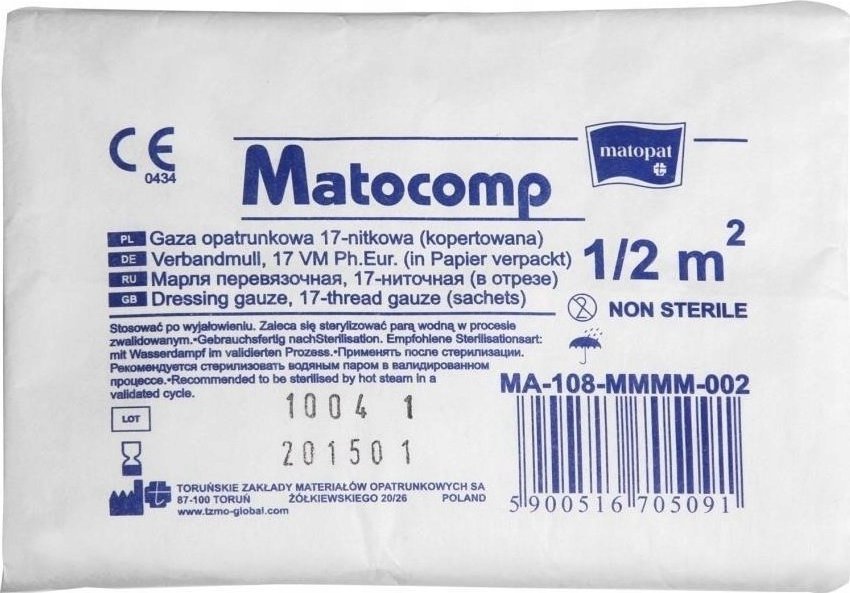 CE
0434
Matocomp
matopat
PL Gaza opatrunkowa 17-nitkowa (kopertowana)
DE Verbandmull, 17 VM Ph.Eur. (in Papier verpackt)
RU Марля перевязочная, 17-ниточная (в отрезе)
GB Dressing gauze, 17-thread gauze (sachets)
1/2 m²
2 NON STERILE
Stosować po wyjałowieniu. Zaleca się sterylizować parą wodną w procesie
zwalidowanym.•Gebrauchsfertig nachSterilisation. Empfohlene Sterilisationsart:
mit Wasserdampf im validierten Prozess.•Применять после стерилизации.
Рекомендуется стерилизовать водяным паром в валидированном
процессе.•Recommended to be sterilised by hot steam in a
validated cycle.
MA-108-MMMM-002
LOT
1004 1
201501
TORUŃSKIE ZAKŁADY MATERIAŁÓW OPATRUNKOWYCH SA
87-100 TORUŃ ŻÓŁKIEWSKIEGO 20/26 POLAND
www.tzmo-global.com
5 900516 705091